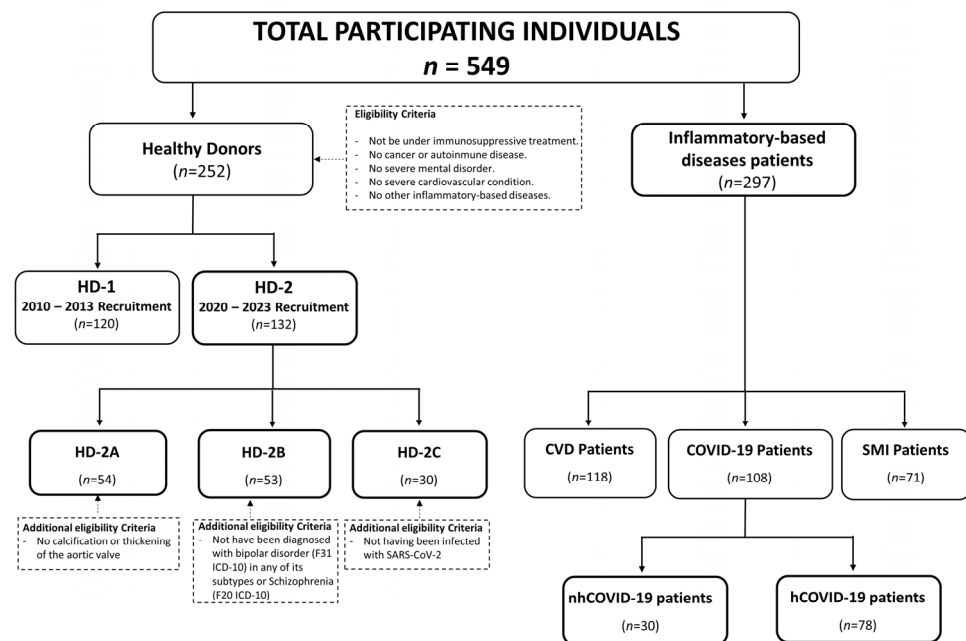 TOTAL PARTICIPATING INDIVIDUALS
n = 549
Healthy Donors
(n=252)
Eligibility Criteria
- Not be under immunosuppressive treatment.
- No cancer or autoimmune disease.
- No severe mental disorder.
- No severe cardiovascular condition.
- No other inflammatory-based diseases.
Inflammatory-based
diseases patients
(n=297)
HD-1
2010 – 2013 Recruitment
(n=120)
HD-2
2020 – 2023 Recruitment
(n=132)
HD-2A
(n=54)
HD-2B
(n=53)
HD-2C
(n=30)
CVD Patients
(n=118)
COVID-19 Patients
(n=108)
SMI Patients
(n=71)
Additional eligibility Criteria
- No calcification or thickening
of the aortic valve
Additional eligibility Criteria
- Not have been diagnosed
with bipolar disorder (F31
ICD-10) in any of its
subtypes or Schizophrenia
(F20 ICD-10)
Additional eligibility Criteria
- Not having been infected
with SARS-CoV-2
nhCOVID-19 patients
(n=30)
hCOVID-19 patients
(n=78)